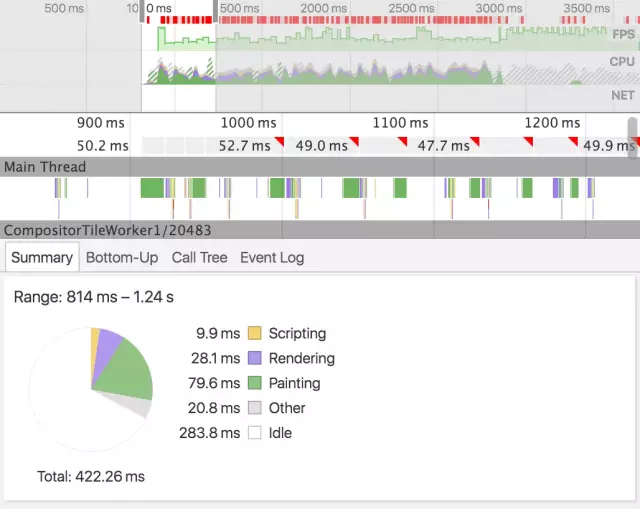 500 ms 10 0 ms 500 ms 2000 ms 2500 ms 3000 ms 3500 ms
FPS
CPU
NET
900 ms 1000 ms 1100 ms 1200 ms
50.2 ms 52.7 ms 49.0 ms 47.7 ms 49.9 ms
Main Thread
CompositorTileWorker1/20483
Summary Bottom-Up Call Tree Event Log
Range: 814 ms – 1.24 s
9.9 ms Scripting
28.1 ms Rendering
79.6 ms Painting
20.8 ms Other
283.8 ms Idle
Total: 422.26 ms